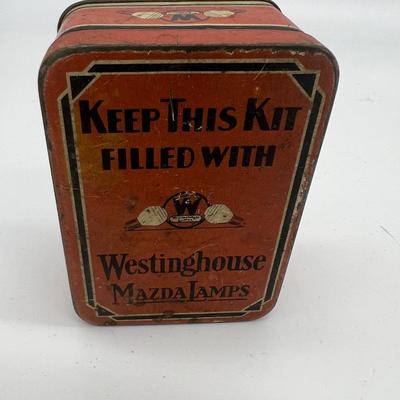 W
KEEP THIS KIT
FILLED WITH
W
Westinghouse
MAZDA LAMPS